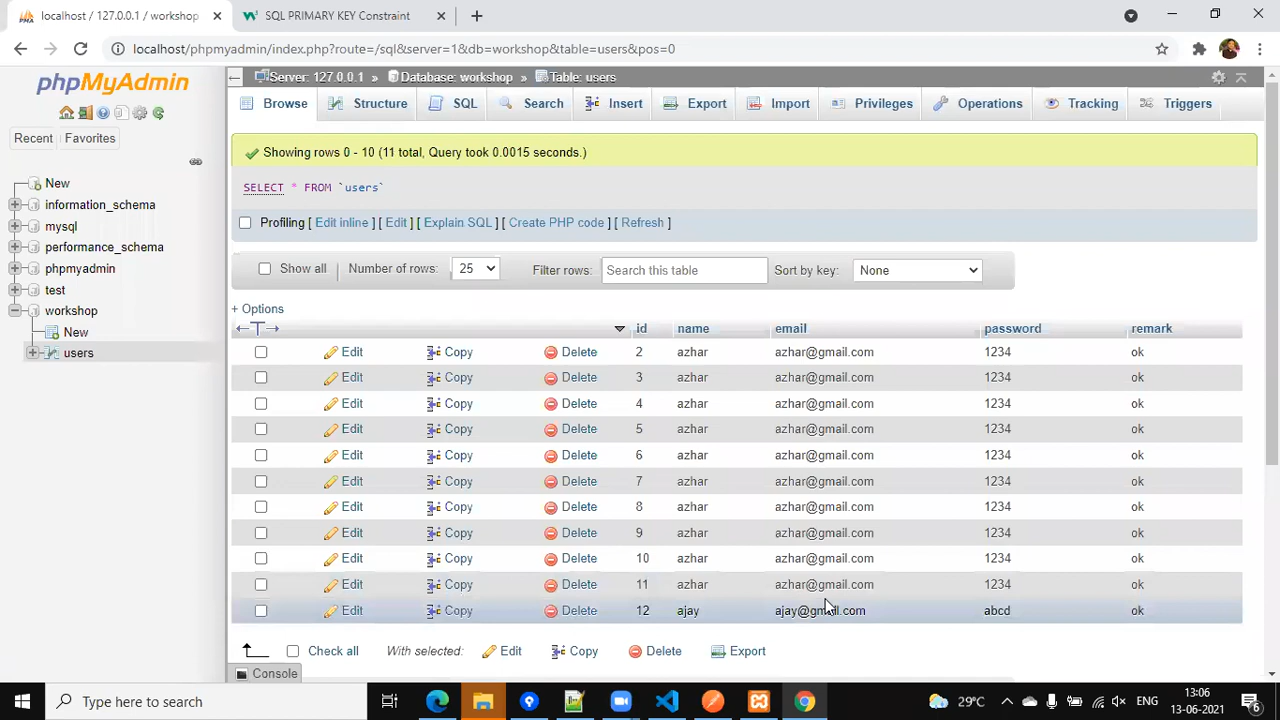 localhost / 127.0.0.1 / workshop
SQL PRIMARY KEY Constraint
localhost/phpmyadmin/index.php?route=/sql&server=1&db=workshop&table=users&pos=0
phpMyAdmin
Recent Favorites
New
information_schema
mysql
performance_schema
phpmyadmin
test
workshop
New
users
Server: 127.0.0.1 » Database: workshop » Table: users
Browse Structure SQL Search Insert Export Import Privileges Operations Tracking Triggers
Showing rows 0 - 10 (11 total, Query took 0.0015 seconds.)
SELECT * FROM `users`
Profiling [ Edit inline ] [ Edit ] [ Explain SQL ] [ Create PHP code ] [ Refresh ]
Show all Number of rows: 25 Filter rows: Search this table Sort by key: None
+ Options
←T→ id name email password remark
Edit Copy Delete 2 azhar azhar@gmail.com 1234 ok
Edit Copy Delete 3 azhar azhar@gmail.com 1234 ok
Edit Copy Delete 4 azhar azhar@gmail.com 1234 ok
Edit Copy Delete 5 azhar azhar@gmail.com 1234 ok
Edit Copy Delete 6 azhar azhar@gmail.com 1234 ok
Edit Copy Delete 7 azhar azhar@gmail.com 1234 ok
Edit Copy Delete 8 azhar azhar@gmail.com 1234 ok
Edit Copy Delete 9 azhar azhar@gmail.com 1234 ok
Edit Copy Delete 10 azhar azhar@gmail.com 1234 ok
Edit Copy Delete 11 azhar azhar@gmail.com 1234 ok
Edit Copy Delete 12 ajay ajay@gmail.com abcd ok
Check all With selected: Edit Copy Delete Export
Console
Type here to search
29°C ENG 13:06
13-06-2021
6